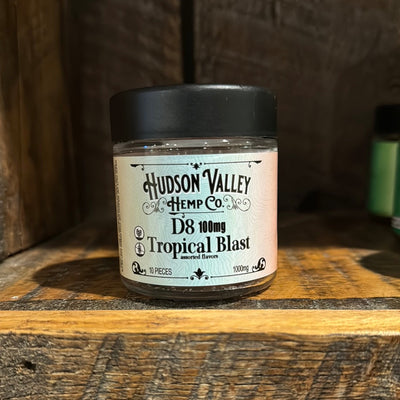 HUDSON VALLEY
HEMP CO.
D8 100mg
Tropical Blast
assorted flavors
10 PIECES 1000mg